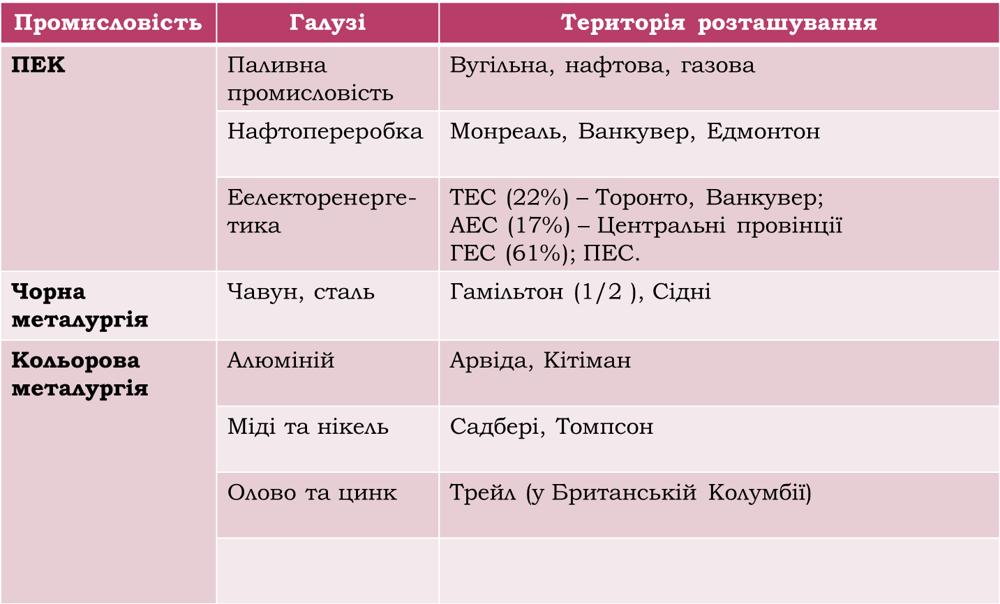 Промисловість Галузі Територія розташування
ПЕК Паливна Вугільна, нафтова, газова
промисловість
Нафтопереробка Монреаль, Ванкувер, Едмонтон
Еелекторенерге- ТЕС (22%) – Торонто, Ванкувер;
тика АЕС (17%) – Центральні провінції
ГЕС (61%); ПЕС.
Чорна Чавун, сталь Гамільтон (1/2 ), Сідні
металургія
Кольорова Алюміній Арвіда, Кітіман
металургія
Міді та нікель Садбері, Томпсон
Олово та цинк Трейл (у Британській Колумбії)